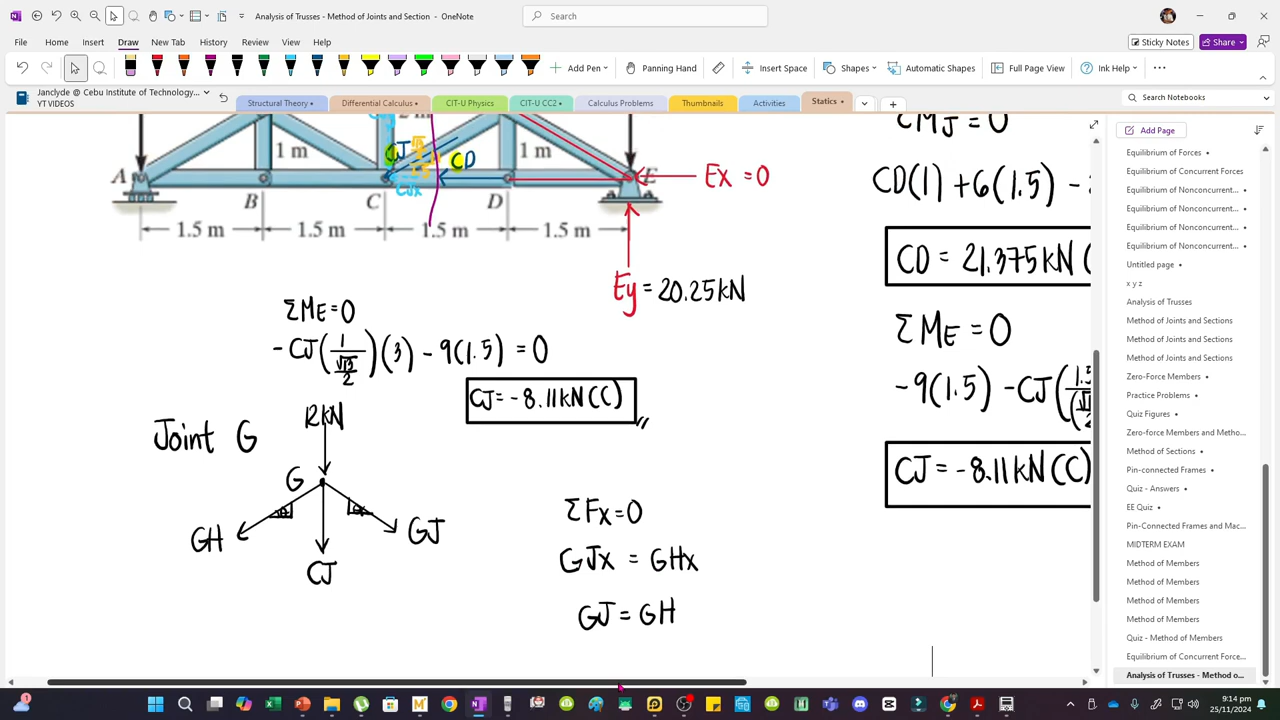 Analysis of Trusses - Method of Joints and Section - OneNote
Search
File Home Insert Draw New Tab History Review View Help
Sticky Notes
Share
Add Pen
Panning Hand
Insert Space
Shapes
Automatic Shapes
Full Page View
Ink Help
Janclyde @ Cebu Institute of Technology...
YT VIDEOS
Structural Theory
Differential Calculus
CIT-U Physics
CIT-U CC2
Calculus Problems
Thumbnails
Activities
Statics
Search Notebooks
Add Page
Equilibrium of Forces
Equilibrium of Concurrent Forces
Equilibrium of Nonconcurrent...
Equilibrium of Nonconcurrent...
Equilibrium of Nonconcurrent...
Equilibrium of Nonconcurrent...
Untitled page
x y z
Analysis of Trusses
Method of Joints and Sections
Method of Joints and Sections
Method of Joints and Sections
Zero-Force Members
Practice Problems
Quiz Figures
Zero-force Members and Metho...
Method of Sections
Pin-connected Frames
Quiz - Answers
EE Quiz
Pin-Connected Frames and Mac...
MIDTERM EXAM
Method of Members
Method of Members
Method of Members
Method of Members
Quiz - Method of Members
Equilibrium of Concurrent Force...
Analysis of Trusses - Method o...
1 m
1 m
CJ
CD
A
E
Ex = 0
B
C
D
1.5 m
1.5 m
1.5 m
1.5 m
Ey = 20.25kN
ΣME = 0
- CJ(1/(√13/2))(3) - 9(1.5) = 0
CJ = -8.11kN (C)
Joint G
G
GH
GJ
CJ
ΣFx = 0
GJx = GHx
GJ = GH
ΣMJ = 0
CD(1) + 6(1.5) -
CD = 21.375kN (
ΣME = 0
-9(1.5) - CJ(
CJ = -8.11kN (C)
9:14 pm
25/11/2024